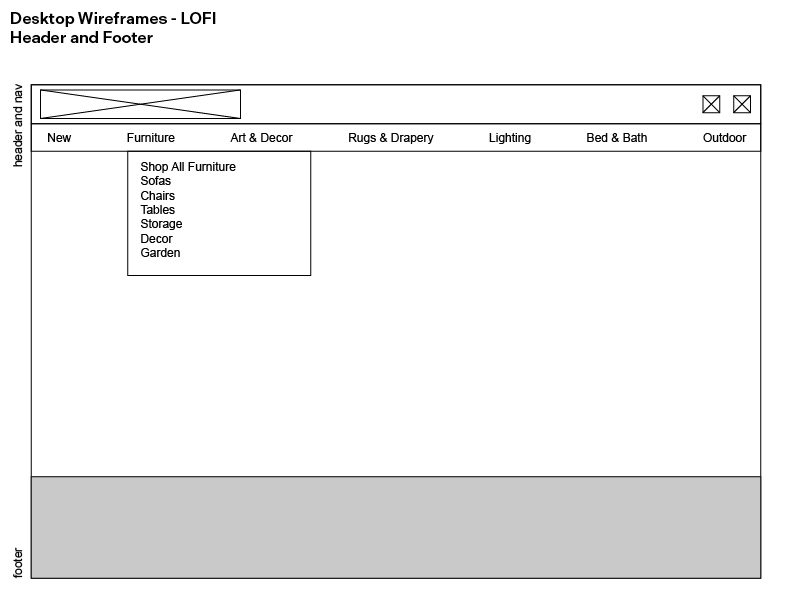 Desktop Wireframes - LOFI
Header and Footer
header and nav
New Furniture Art & Decor Rugs & Drapery Lighting Bed & Bath Outdoor
Shop All Furniture
Sofas
Chairs
Tables
Storage
Decor
Garden
footer